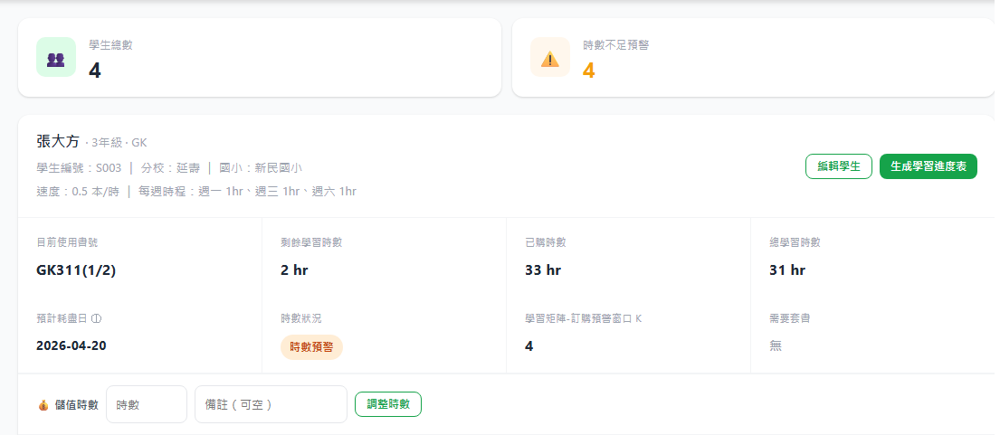 學生總數
4
時數不足預警
4
張大方 · 3年級 · GK
學生編號：S003 | 分校：延壽 | 國小：新民國小
速度：0.5 本/時 | 每週時程：週一 1hr、週三 1hr、週六 1hr
編輯學生
生成學習進度表
目前使用書號
GK311(1/2)
剩餘學習時數
2 hr
已購時數
33 hr
總學習時數
31 hr
預計耗盡日 ⓘ
2026-04-20
時數狀況
時數預警
學習矩陣-訂購預警窗口 K
4
需要套書
無
儲值時數
時數
備註（可空）
調整時數